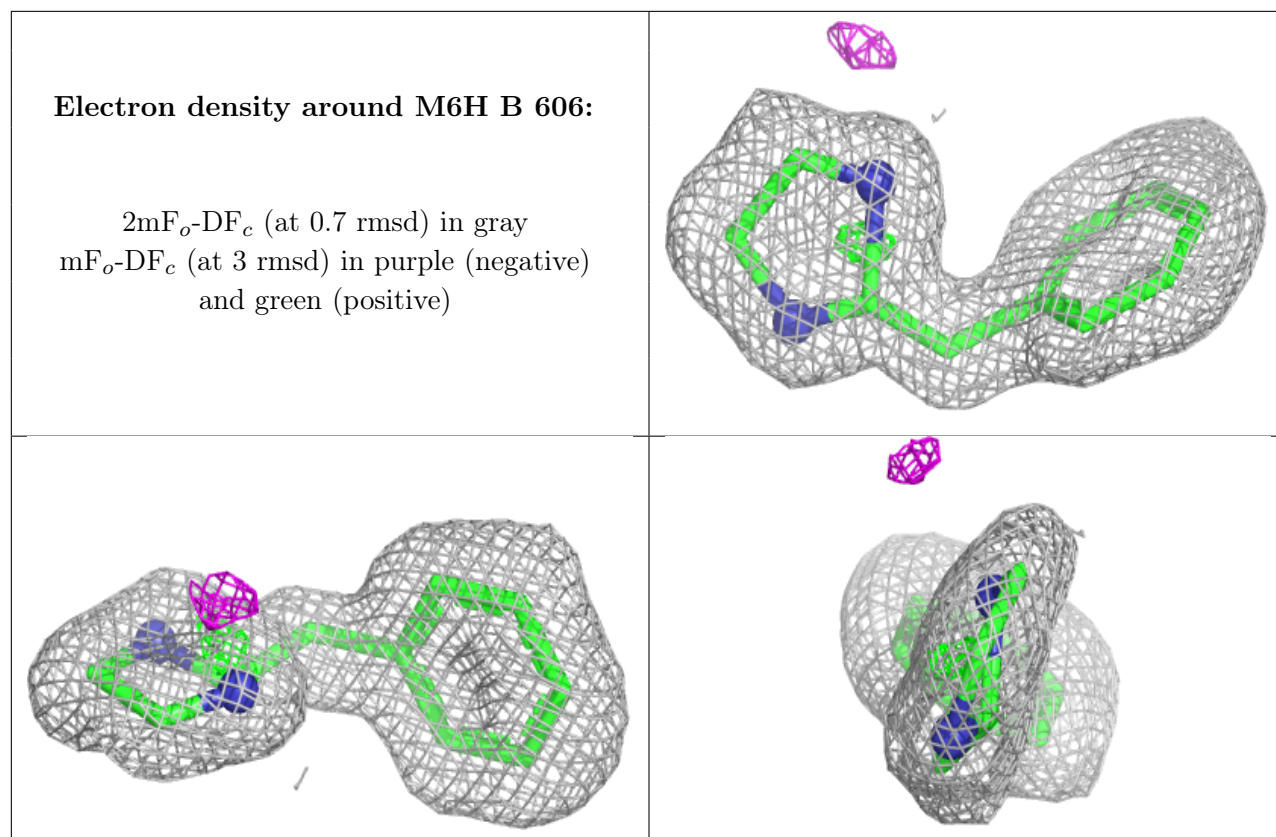 Electron density around M6H B 606:
2mFo-DFc (at 0.7 rmsd) in gray
mFo-DFc (at 3 rmsd) in purple (negative)
and green (positive)